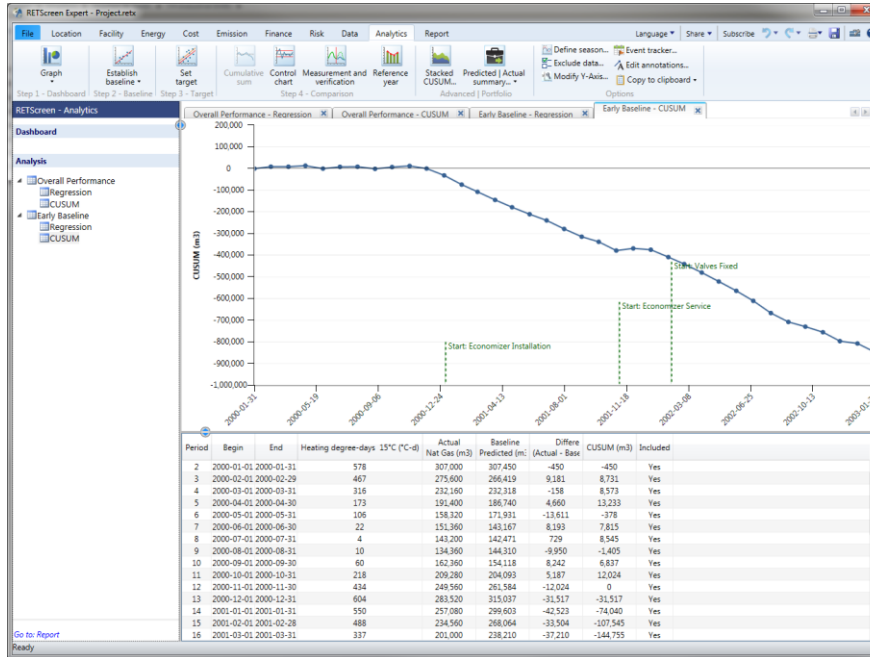 RETScreen Expert - Project.retx
File Location Facility Energy Cost Emission Finance Risk Data Analytics Report Language Share Subscribe
Graph Establish baseline Set target Cumulative sum Control chart Measurement and verification Reference year Stacked CUSUM... Predicted | Actual summary... Define season... Event tracker...
Exclude data... Edit annotations...
Modify Y-Axis... Copy to clipboard
Step 1 - Dashboard Step 2 - Baseline Step 3 - Target Step 4 - Comparison Advanced | Portfolio Options
RETScreen - Analytics
Dashboard
Analysis
Overall Performance
Regression
CUSUM
Early Baseline
Regression
CUSUM
Go to: Report
Overall Performance - Regression Overall Performance - CUSUM Early Baseline - Regression Early Baseline - CUSUM
200,000
100,000
0
-100,000
-200,000
-300,000
-400,000
-500,000
-600,000
-700,000
-800,000
-900,000
-1,000,000
CUSUM (m3)
Start: Valves Fixed
Start: Economizer Service
Start: Economizer Installation
2000-01-31 2000-05-19 2000-09-06 2000-12-24 2001-04-13 2001-08-01 2001-11-18 2002-03-08 2002-06-25 2002-10-13 2003-01-
Period Begin End Heating degree-days 15°C (°C-d) Actual Nat Gas (m3) Baseline Predicted (m3 Differe (Actual - Base CUSUM (m3) Included
2 2000-01-01 2000-01-31 578 307,000 307,450 -450 -450 Yes
3 2000-02-01 2000-02-29 467 275,600 266,419 9,181 8,731 Yes
4 2000-03-01 2000-03-31 316 232,160 232,318 -158 8,573 Yes
5 2000-04-01 2000-04-30 173 191,400 186,740 4,660 13,233 Yes
6 2000-05-01 2000-05-31 106 158,320 171,931 -13,611 -378 Yes
7 2000-06-01 2000-06-30 22 151,360 143,167 8,193 7,815 Yes
8 2000-07-01 2000-07-31 4 143,200 142,471 729 8,545 Yes
9 2000-08-01 2000-08-31 10 134,360 144,310 -9,950 -1,405 Yes
10 2000-09-01 2000-09-30 60 162,360 154,118 8,242 6,837 Yes
11 2000-10-01 2000-10-31 218 209,280 204,093 5,187 12,024 Yes
12 2000-11-01 2000-11-30 434 249,560 261,584 -12,024 0 Yes
13 2000-12-01 2000-12-31 604 283,520 315,037 -31,517 -31,517 Yes
14 2001-01-01 2001-01-31 550 257,080 299,603 -42,523 -74,040 Yes
15 2001-02-01 2001-02-28 488 234,560 268,064 -33,504 -107,545 Yes
16 2001-03-01 2001-03-31 337 201,000 238,210 -37,210 -144,755 Yes
Ready